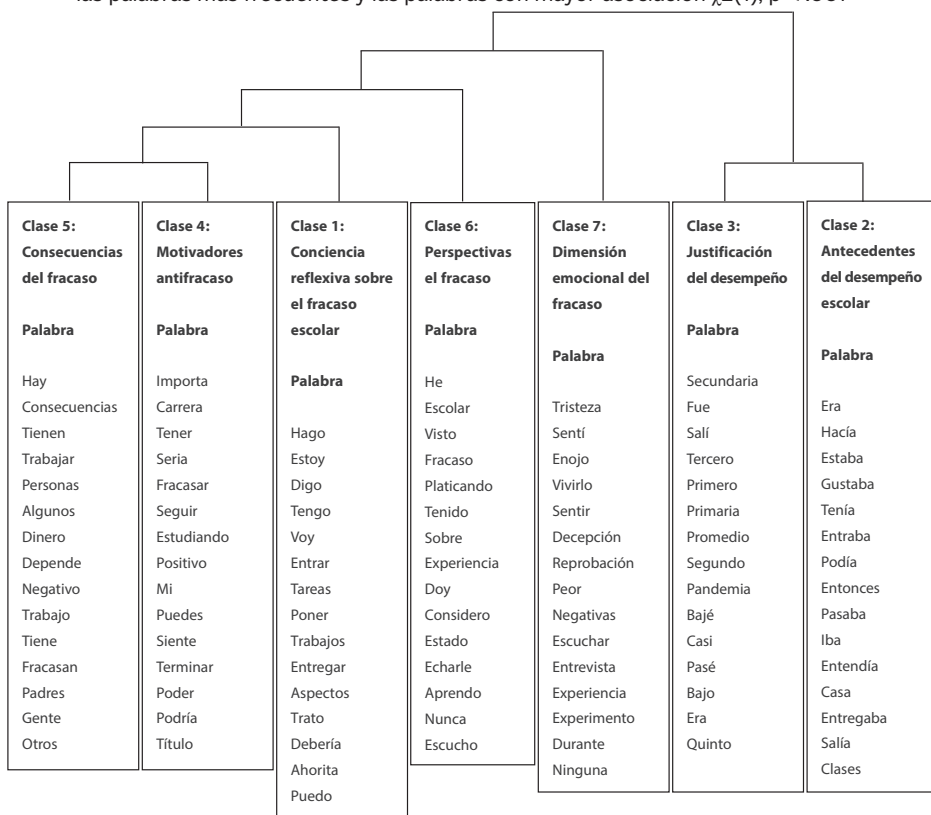 las palabras más frecuentes y las palabras con mayor asociación
Clase 5:
Consecuencias
del fracaso
Palabra
Hay
Consecuencias
Tienen
Trabajar
Personas
Algunos
Dinero
Depende
Negativo
Trabajo
Tiene
Fracasan
Padres
Gente
Otros
Clase 4:
Motivadores
antifracaso
Palabra
Importa
Carrera
Tener
Seria
Fracasar
Seguir
Estudiando
Positivo
Mi
Puedes
Siente
Terminar
Poder
Podría
Título
Clase 1:
Conciencia
reflexiva sobre
el fracaso
escolar
Palabra
Hago
Estoy
Digo
Tengo
Voy
Entrar
Tareas
Poner
Trabajos
Entregar
Aspectos
Trato
Debería
Ahorita
Puedo
Clase 6:
Perspectivas
el fracaso
Palabra
He
Escolar
Visto
Fracaso
Platicando
Tenido
Sobre
Experiencia
Doy
Considero
Estado
Echarle
Aprendo
Nunca
Escucho
Clase 7:
Dimensión
emocional del
fracaso
Palabra
Tristeza
Sentí
Enojo
Vivirlo
Sentir
Decepción
Reprobación
Peor
Negativas
Escuchar
Entrevista
Experiencia
Experimento
Durante
Ninguna
Clase 3:
Justificación
del desempeño
Palabra
Secundaria
Fue
Salí
Tercero
Primero
Primaria
Promedio
Segundo
Pandemia
Bajé
Casi
Pasé
Bajo
Era
Quinto
Clase 2:
Antecedentes
del desempeño
escolar
Palabra
Era
Hacía
Estaba
Gustaba
Tenía
Entraba
Podía
Entonces
Pasaba
Iba
Entendía
Casa
Entregaba
Salía
Clases